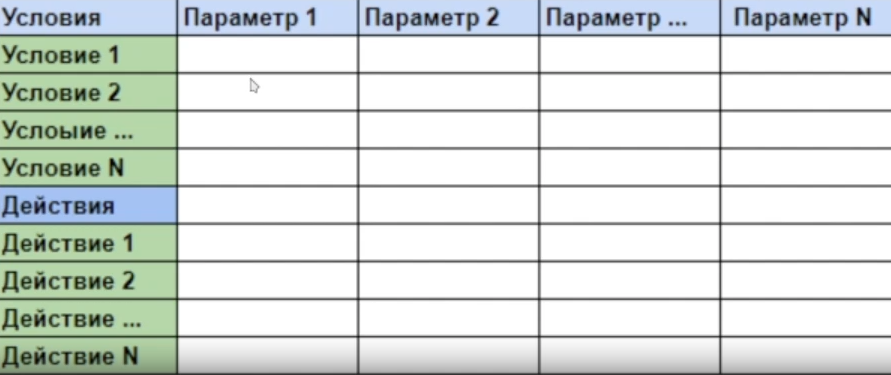 Условия Параметр 1 Параметр 2 Параметр ... Параметр N
Условие 1
Условие 2
Услоыие ...
Условие N
Действия
Действие 1
Действие 2
Действие ...
Действие N